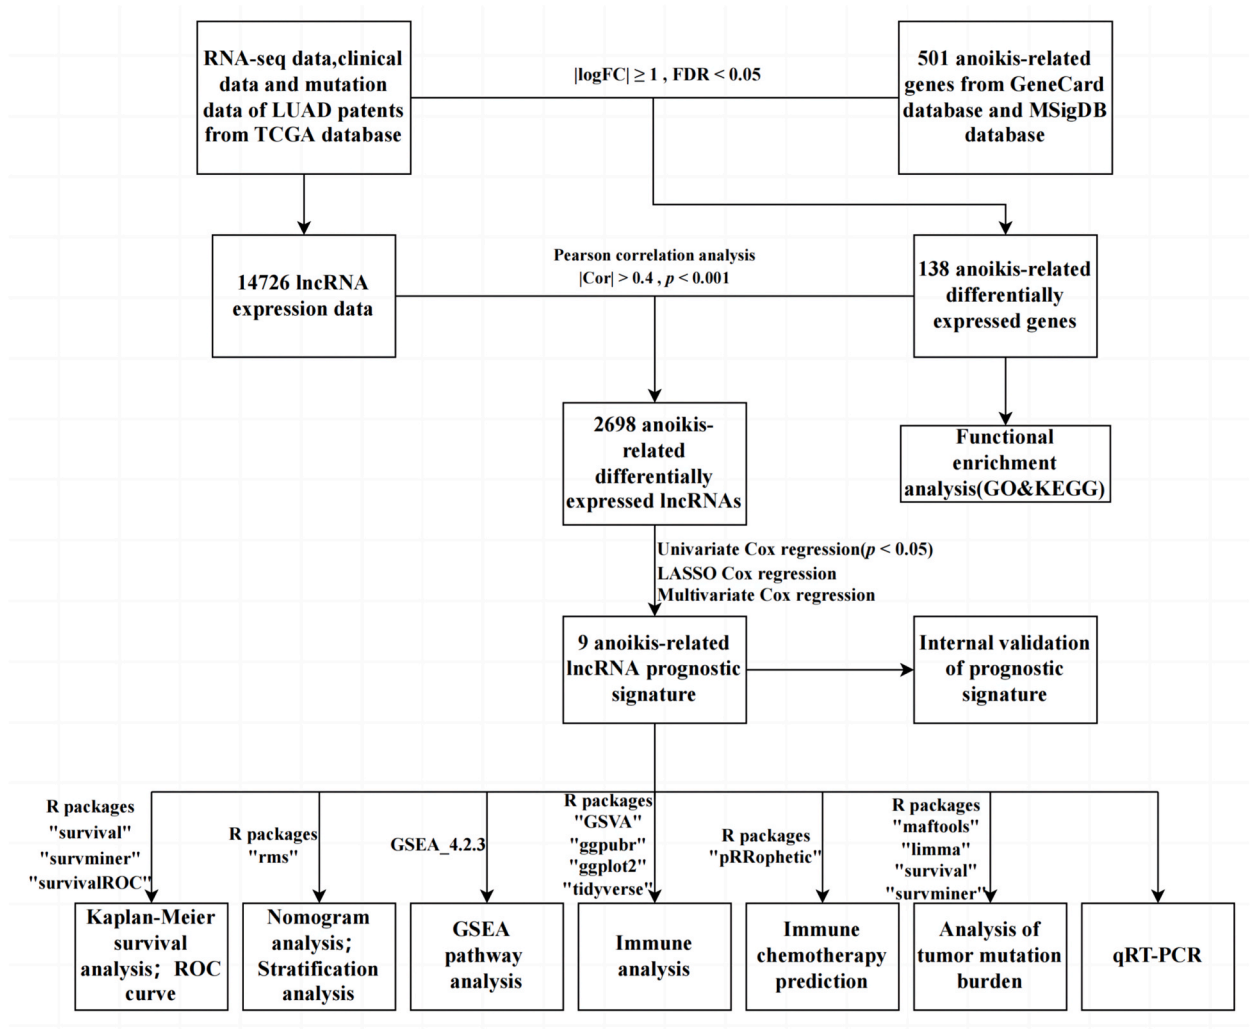 RNA-seq data,clinical
data and mutation
data of LUAD patents
from TCGA database
|logFC| ≥ 1 , FDR < 0.05
501 anoikis-related
genes from GeneCard
database and MSigDB
database
14726 lncRNA
expression data
Pearson correlation analysis
|Cor| > 0.4 , p < 0.001
138 anoikis-related
differentially
expressed genes
2698 anoikis-
related
differentially
expressed lncRNAs
Functional
enrichment
analysis(GO&KEGG)
Univariate Cox regression(p < 0.05)
LASSO Cox regression
Multivariate Cox regression
9 anoikis-related
lncRNA prognostic
signature
Internal validation
of prognostic
signature
R packages
"survival"
"survminer"
"survivalROC"
R packages
"rms"
GSEA_4.2.3
R packages
"GSVA"
"ggpubr"
"ggplot2"
"tidyverse"
R packages
"pRRophetic"
R packages
"maftools"
"limma"
"survival"
"survminer"
Kaplan-Meier
survival
analysis；ROC
curve
Nomogram
analysis；
Stratification
analysis
GSEA
pathway
analysis
Immune
analysis
Immune
chemotherapy
prediction
Analysis of
tumor mutation
burden
qRT-PCR